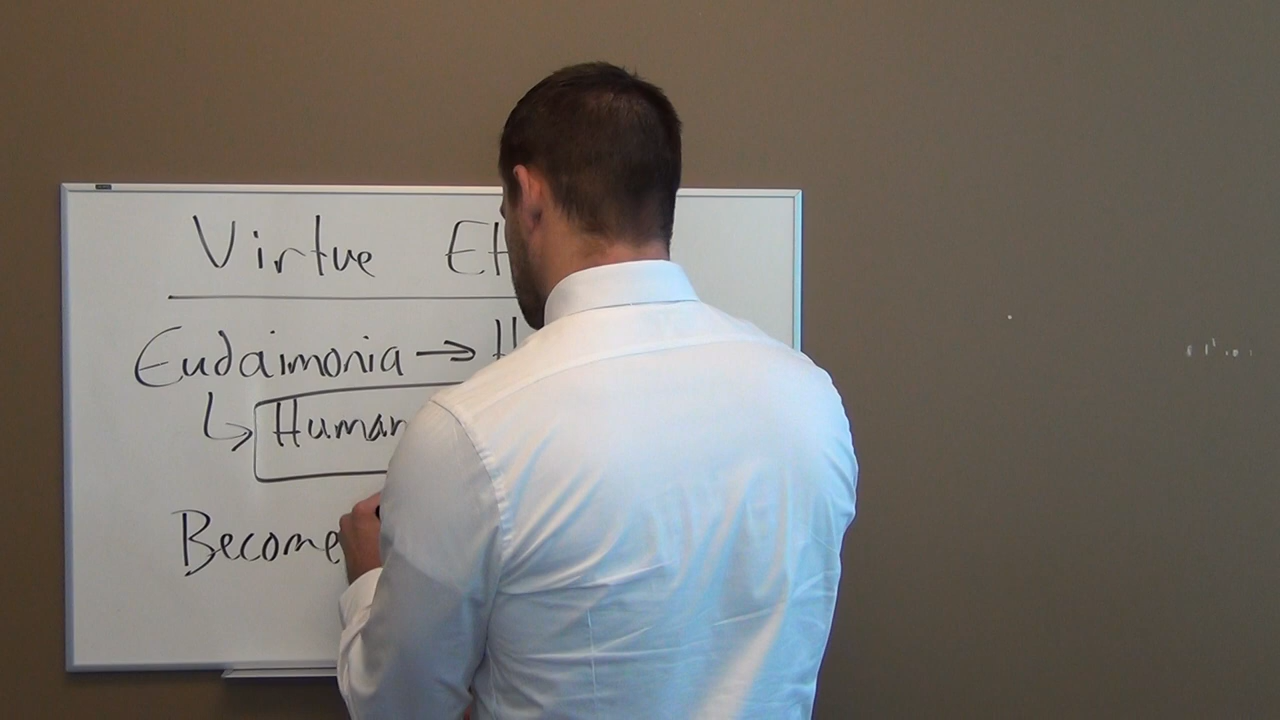 Virtue Et
Eudaimonia → H
↳ Human
Become